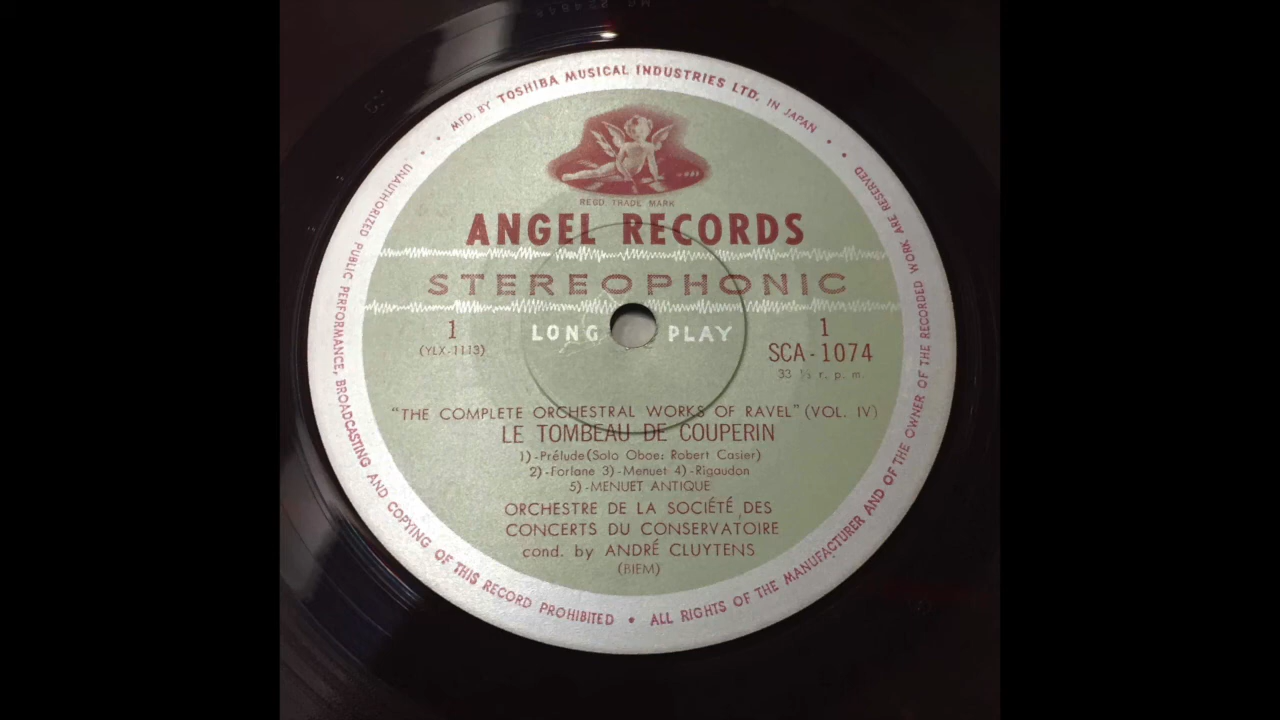 MFD. BY TOSHIBA MUSICAL INDUSTRIES LTD. IN JAPAN
REGD TRADE MARK
ANGEL RECORDS
STEREOPHONIC
LONG PLAY
1
(YLX-1113)
1
SCA-1074
33 ⅓ r. p. m.
"THE COMPLETE ORCHESTRAL WORKS OF RAVEL" (VOL. IV)
LE TOMBEAU DE COUPERIN
1)-Prélude(Solo Oboe: Robert Casier)
2)-Forlane 3)-Menuet 4)-Rigaudon
5)-MENUET ANTIQUE
ORCHESTRE DE LA SOCIÉTÉ DES
CONCERTS DU CONSERVATOIRE
cond. by ANDRÉ CLUYTENS
(BIEM)
UNAUTHORIZED PUBLIC PERFORMANCE, BROADCASTING AND COPYING OF THIS RECORD PROHIBITED • ALL RIGHTS OF THE MANUFACTURER AND OF THE OWNER OF THE RECORDED WORK ARE RESERVED